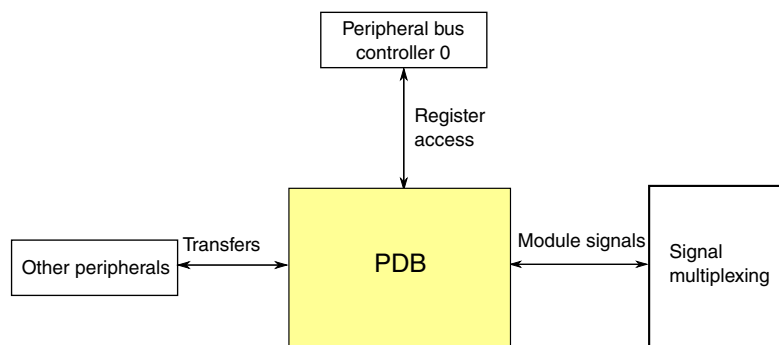 Peripheral bus
controller 0
Register
access
Transfers
Other peripherals
PDB
Module signals
Signal
multiplexing